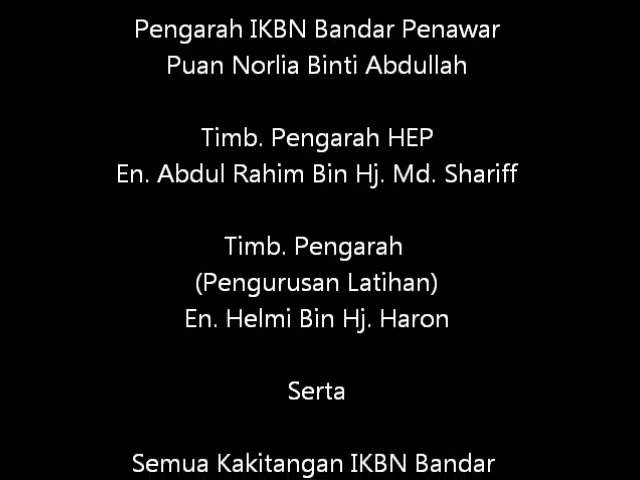 Pengarah IKBN Bandar Penawar
Puan Norlia Binti Abdullah
Timb. Pengarah HEP
En. Abdul Rahim Bin Hj. Md. Shariff
Timb. Pengarah
(Pengurusan Latihan)
En. Helmi Bin Hj. Haron
Serta
Semua Kakitangan IKBN Bandar